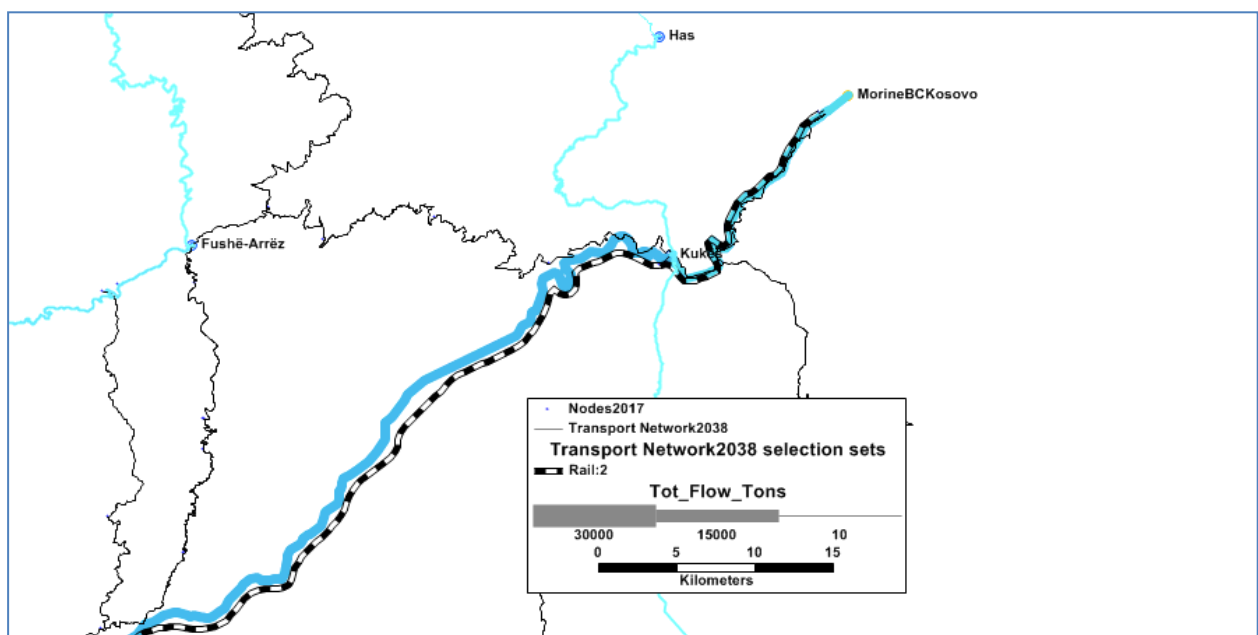 Has
MorineBCKosovo
Fushë-Arrëz
Kukës
Nodes2017
Transport Network2038
Transport Network2038 selection sets
Rail:2
Tot_Flow_Tons
30000 15000 10
0 5 10 15
Kilometers